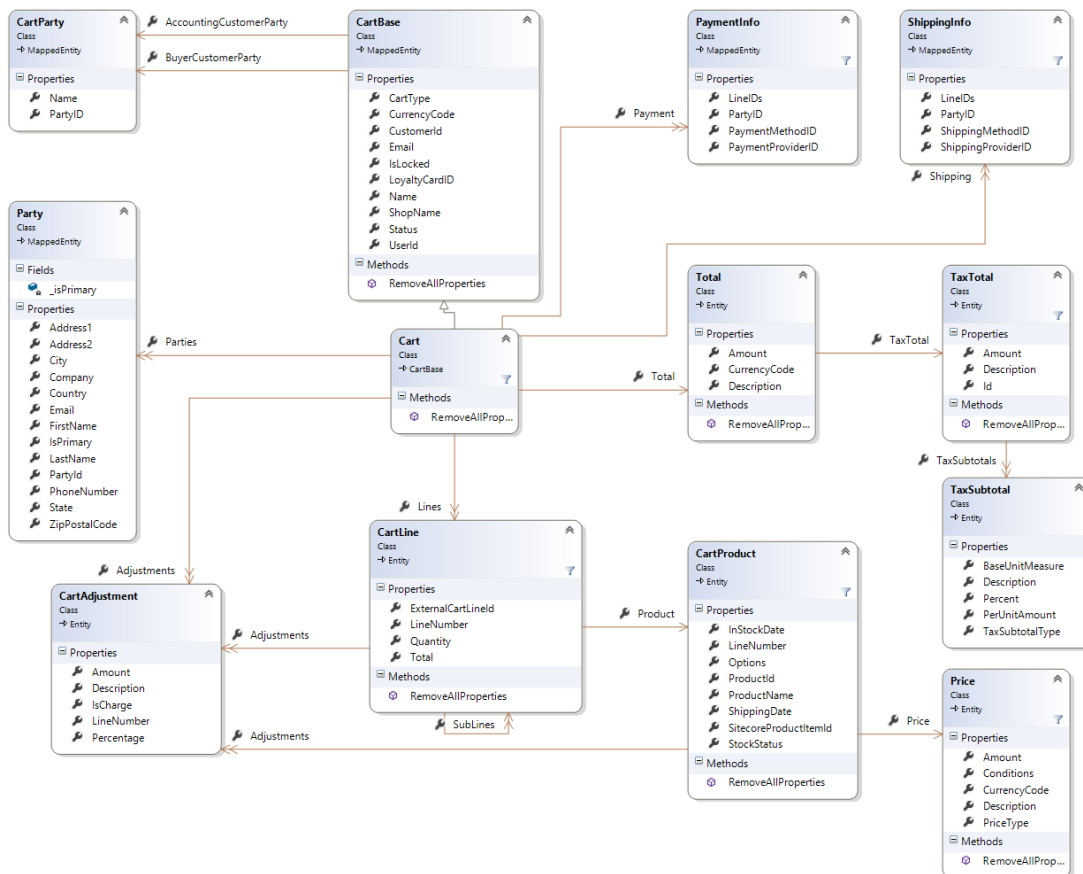 CartParty
Class
MappedEntity
Properties
Name
PartyID
AccountingCustomerParty
BuyerCustomerParty
CartBase
Class
MappedEntity
Properties
CartType
CurrencyCode
CustomerId
Email
IsLocked
LoyaltyCardID
Name
ShopName
Status
UserId
Methods
RemoveAllProperties
Payment
PaymentInfo
Class
MappedEntity
Properties
LineIDs
PartyID
PaymentMethodID
PaymentProviderID
ShippingInfo
Class
MappedEntity
Properties
LineIDs
PartyID
ShippingMethodID
ShippingProviderID
Shipping
Party
Class
MappedEntity
Fields
_isPrimary
Properties
Address1
Address2
City
Company
Country
Email
FirstName
IsPrimary
LastName
PartyId
PhoneNumber
State
ZipPostalCode
Parties
Cart
Class
CartBase
Methods
RemoveAllProp...
Total
Total
Class
Entity
Properties
Amount
CurrencyCode
Description
Methods
RemoveAllProp...
TaxTotal
TaxTotal
Class
Entity
Properties
Amount
Description
Id
Methods
RemoveAllProp...
TaxSubtotals
TaxSubtotal
Class
Entity
Properties
BaseUnitMeasure
Description
Percent
PerUnitAmount
TaxSubtotalType
Lines
Adjustments
CartAdjustment
Class
Entity
Properties
Amount
Description
IsCharge
LineNumber
Percentage
Adjustments
Adjustments
CartLine
Class
Entity
Properties
ExternalCartLineId
LineNumber
Quantity
Total
Methods
RemoveAllProperties
SubLines
Product
CartProduct
Class
Entity
Properties
InStockDate
LineNumber
Options
ProductId
ProductName
ShippingDate
SitecoreProductItemId
StockStatus
Methods
RemoveAllProperties
Price
Price
Class
Entity
Properties
Amount
Conditions
CurrencyCode
Description
PriceType
Methods
RemoveAllProp...